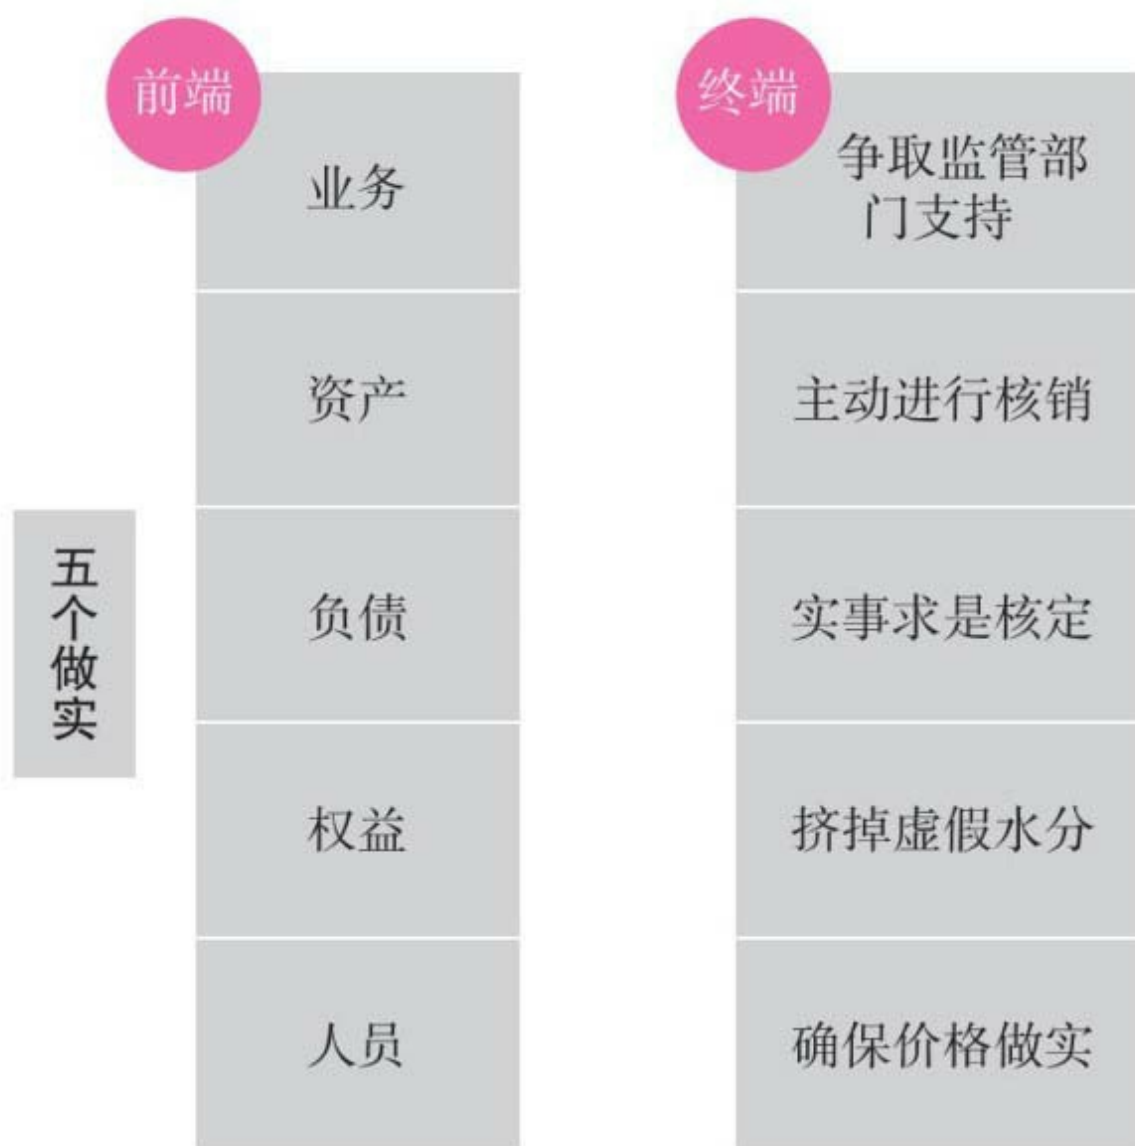 前端
业务
资产
负债
权益
人员
五个做实
终端
争取监管部
门支持
主动进行核销
实事求是核定
挤掉虚假水分
确保价格做实